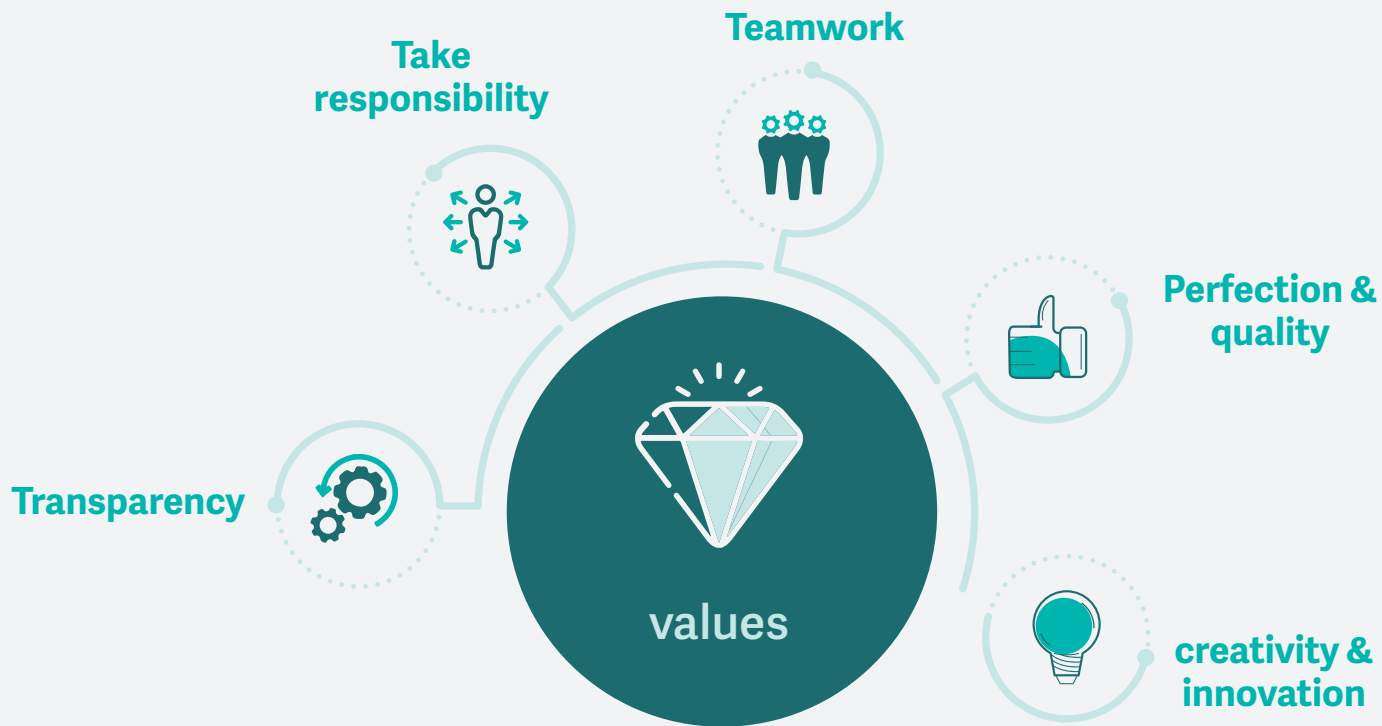 Teamwork
Take
responsibility
Perfection &
quality
Transparency
values
creativity &
innovation